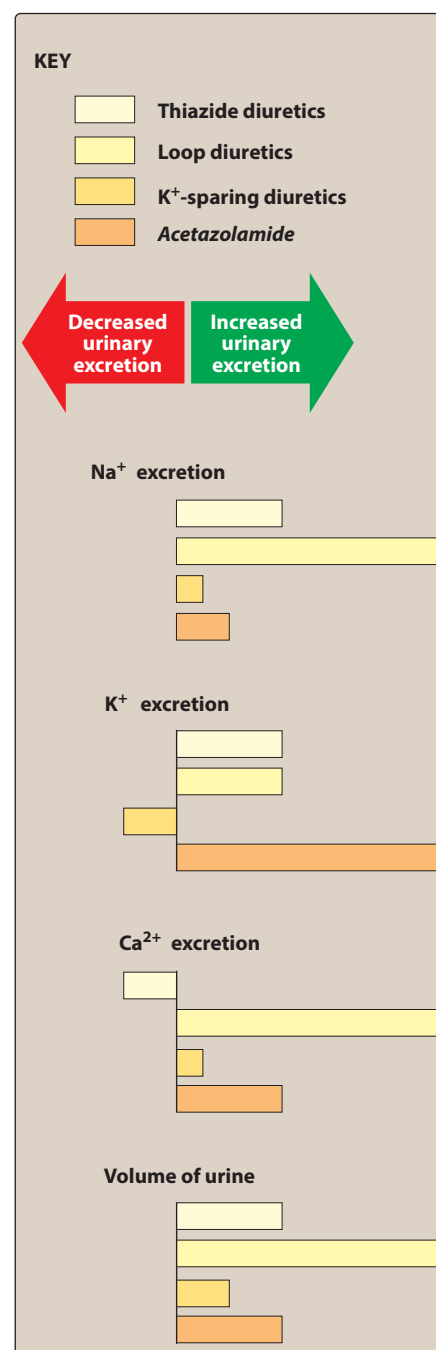 KEY
Thiazide diuretics
Loop diuretics
K⁺-sparing diuretics
Acetazolamide
Decreased
urinary
excretion
Increased
urinary
excretion
Na⁺ excretion
K⁺ excretion
Ca²⁺ excretion
Volume of urine